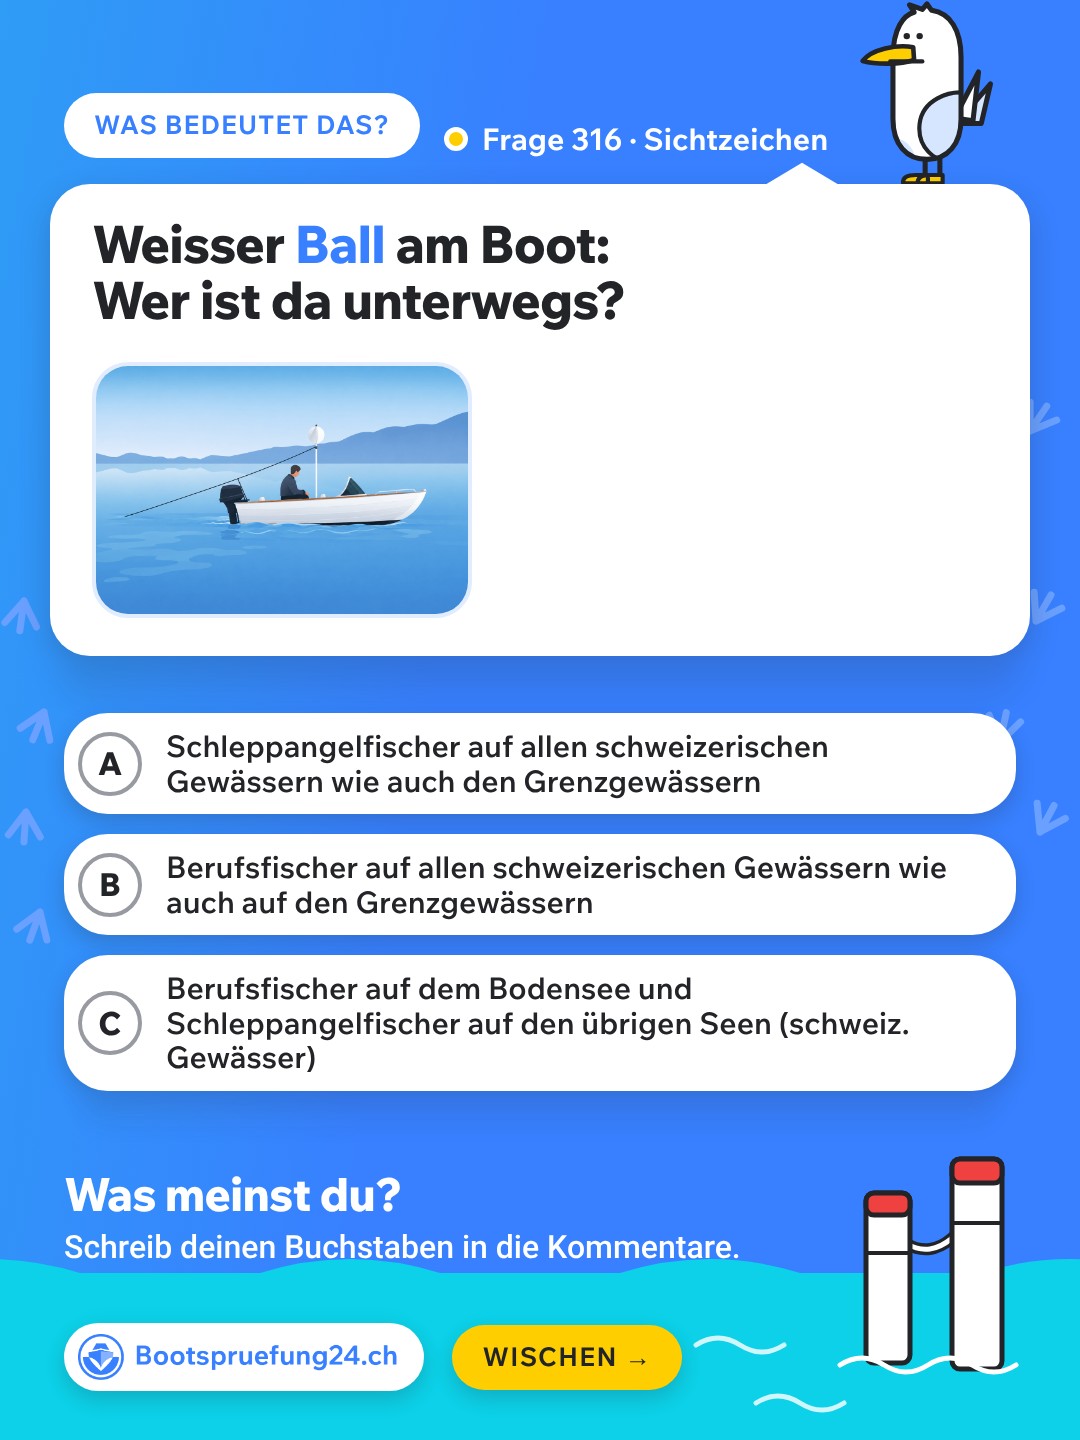 WAS BEDEUTET DAS?
Frage 316 · Sichtzeichen
Weisser Ball am Boot:
Wer ist da unterwegs?
A
Schleppangelfischer auf allen schweizerischen
Gewässern wie auch den Grenzgewässern
B
Berufsfischer auf allen schweizerischen Gewässern wie
auch auf den Grenzgewässern
C
Berufsfischer auf dem Bodensee und
Schleppangelfischer auf den übrigen Seen (schweiz.
Gewässer)
Was meinst du?
Schreib deinen Buchstaben in die Kommentare.
Bootspruefung24.ch
WISCHEN →